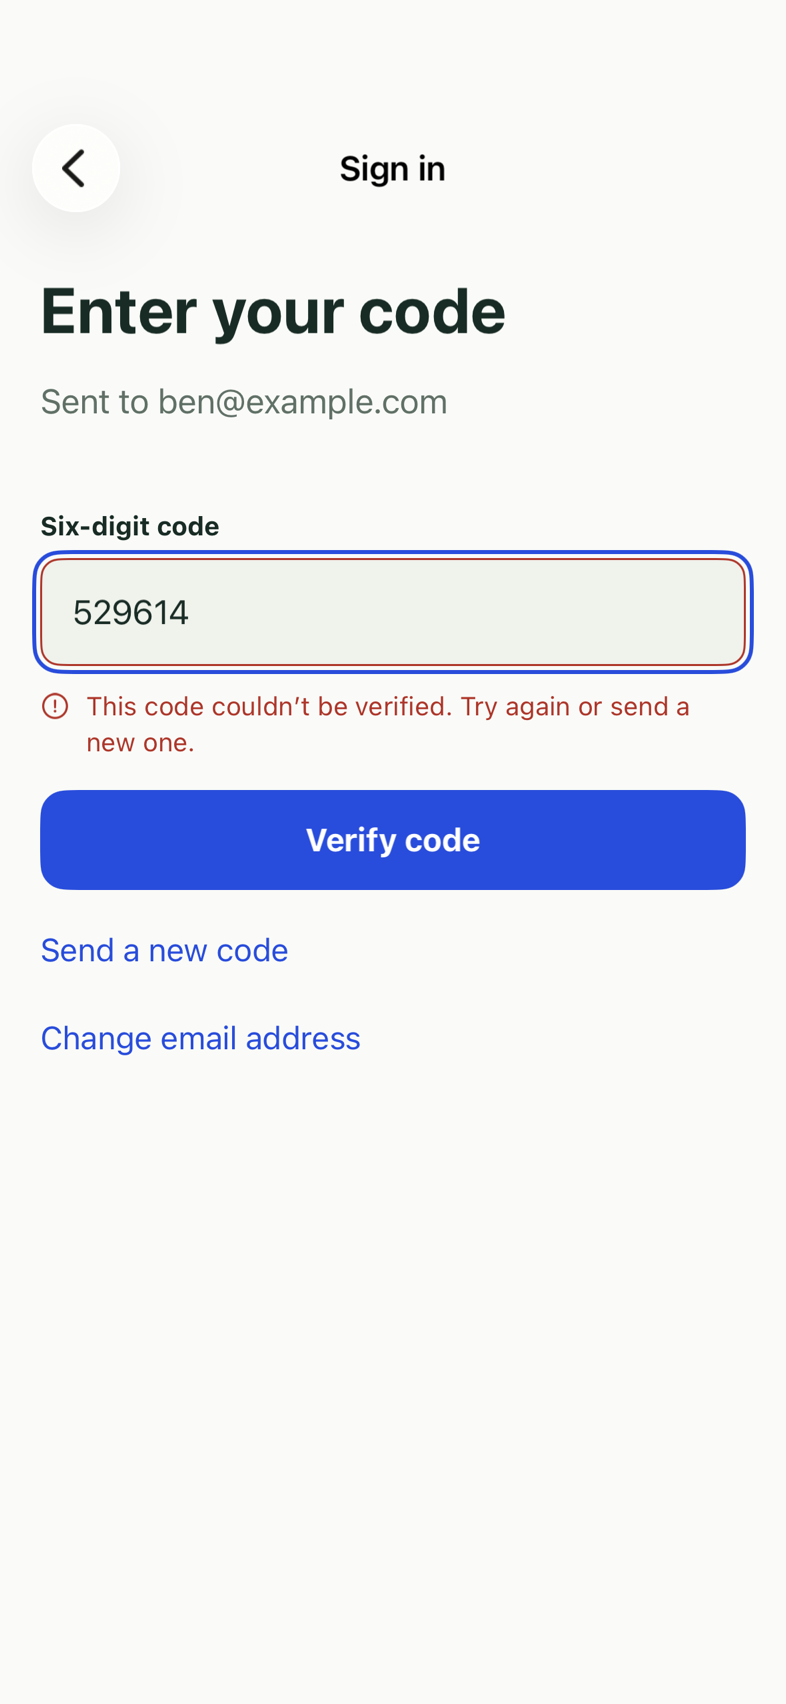 Sign in
Enter your code
Sent to ben@example.com
Six-digit code
529614
This code couldn’t be verified. Try again or send a
new one.
Verify code
Send a new code
Change email address